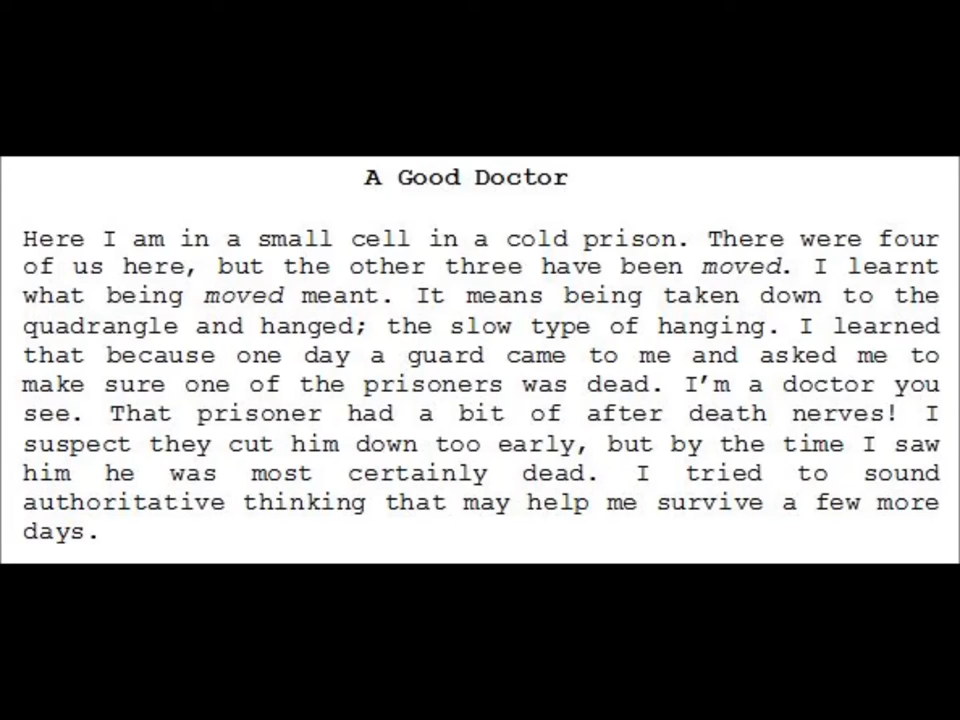 A Good Doctor
Here I am in a small cell in a cold prison. There were four
of us here, but the other three have been moved. I learnt
what being moved meant. It means being taken down to the
quadrangle and hanged; the slow type of hanging. I learned
that because one day a guard came to me and asked me to
make sure one of the prisoners was dead. I’m a doctor you
see. That prisoner had a bit of after death nerves! I
suspect they cut him down too early, but by the time I saw
him he was most certainly dead. I tried to sound
authoritative thinking that may help me survive a few more
days.